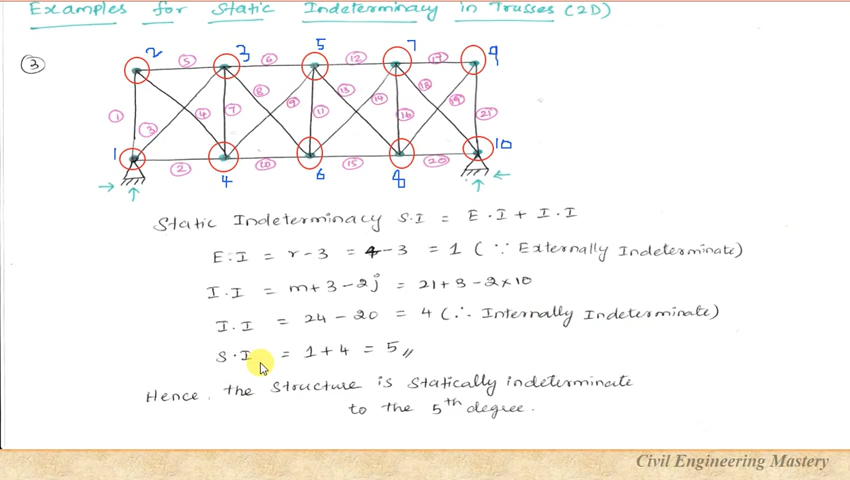 Examples for Static Indeterminacy in Trusses (2D)
3
2 3 5 7 9
5 6 12 17
1 3 4 7 8 9 11 13 14 16 18 19 21
1 2 4 10 6 15 8 20 10
Static Indeterminacy S.I = E.I + I.I
E.I = r-3 = 4-3 = 1 (∵ Externally Indeterminate)
I.I = m+3-2j = 21+3-2×10
I.I = 24-20 = 4 (∴ Internally Indeterminate)
S.I = 1+4 = 5 //
Hence, the structure is statically indeterminate
to the 5th degree.
Civil Engineering Mastery